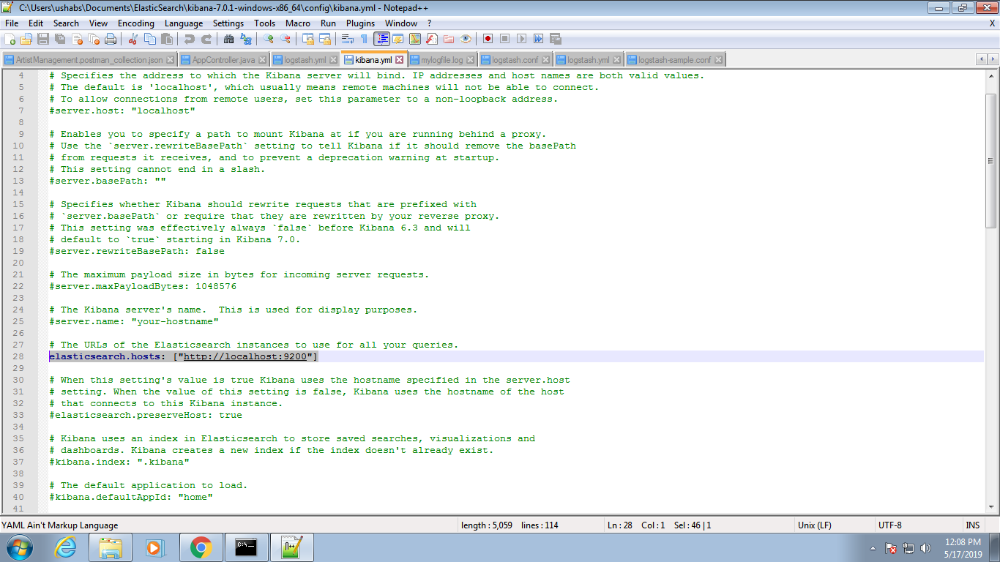 C:\Users\ushabs\Documents\ElasticSearch\kibana-7.0.1-windows-x86_64\config\kibana.yml - Notepad++
File Edit Search View Encoding Language Settings Tools Macro Run Plugins Window ? X
ArtistManagement.postman_collection.json AppController.java logstash.yml kibana.yml mylogfile.log logstash.conf logstash.yml logstash-sample.conf
4 # Specifies the address to which the Kibana server will bind. IP addresses and host names are both valid values.
5 # The default is 'localhost', which usually means remote machines will not be able to connect.
6 # To allow connections from remote users, set this parameter to a non-loopback address.
7 #server.host: "localhost"
8
9 # Enables you to specify a path to mount Kibana at if you are running behind a proxy.
10 # Use the `server.rewriteBasePath` setting to tell Kibana if it should remove the basePath
11 # from requests it receives, and to prevent a deprecation warning at startup.
12 # This setting cannot end in a slash.
13 #server.basePath: ""
14
15 # Specifies whether Kibana should rewrite requests that are prefixed with
16 # `server.basePath` or require that they are rewritten by your reverse proxy.
17 # This setting was effectively always `false` before Kibana 6.3 and will
18 # default to `true` starting in Kibana 7.0.
19 #server.rewriteBasePath: false
20
21 # The maximum payload size in bytes for incoming server requests.
22 #server.maxPayloadBytes: 1048576
23
24 # The Kibana server's name.  This is used for display purposes.
25 #server.name: "your-hostname"
26
27 # The URLs of the Elasticsearch instances to use for all your queries.
28 elasticsearch.hosts: ["http://localhost:9200"]
29
30 # When this setting's value is true Kibana uses the hostname specified in the server.host
31 # setting. When the value of this setting is false, Kibana uses the hostname of the host
32 # that connects to this Kibana instance.
33 #elasticsearch.preserveHost: true
34
35 # Kibana uses an index in Elasticsearch to store saved searches, visualizations and
36 # dashboards. Kibana creates a new index if the index doesn't already exist.
37 #kibana.index: ".kibana"
38
39 # The default application to load.
40 #kibana.defaultAppId: "home"
41
YAML Ain't Markup Language length : 5,059 lines : 114 Ln : 28 Col : 1 Sel : 46 | 1 Unix (LF) UTF-8 INS
12:08 PM
5/17/2019